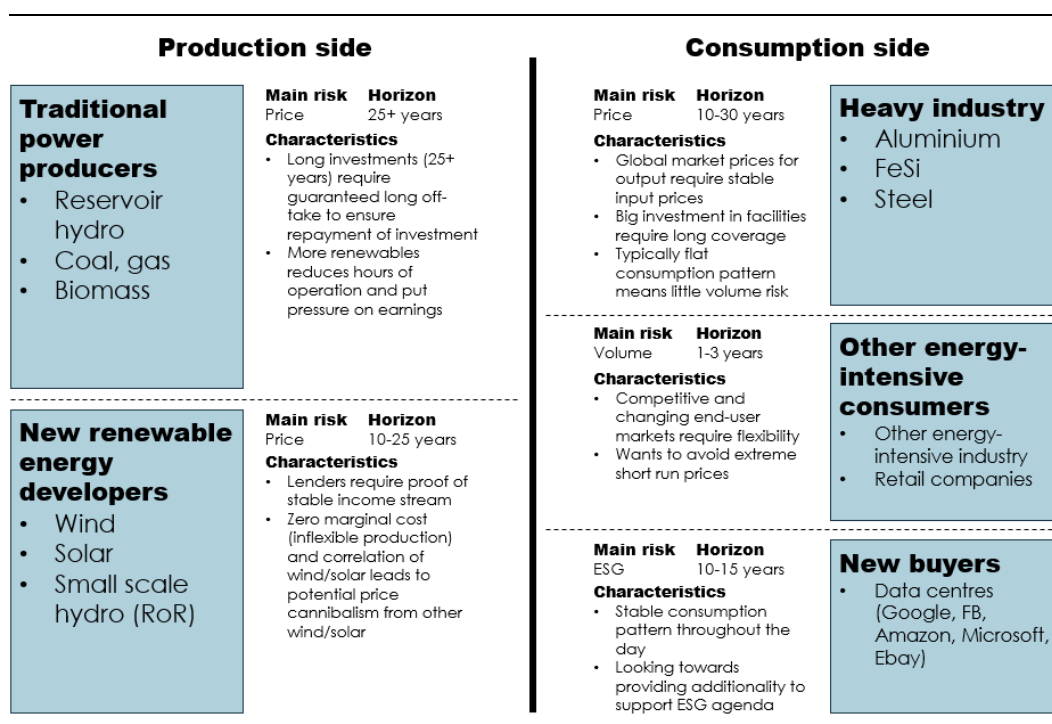 Production side
Traditional
power
producers
• Reservoir
hydro
• Coal, gas
• Biomass
Main risk Horizon
Price 25+ years
Characteristics
• Long investments (25+
years) require
guaranteed long off-
take to ensure
repayment of investment
• More renewables
reduces hours of
operation and put
pressure on earnings
New renewable
energy
developers
• Wind
• Solar
• Small scale
hydro (RoR)
Main risk Horizon
Price 10-25 years
Characteristics
• Lenders require proof of
stable income stream
• Zero marginal cost
(inflexible production)
and correlation of
wind/solar leads to
potential price
cannibalism from other
wind/solar
Consumption side
Main risk Horizon
Price 10-30 years
Characteristics
• Global market prices for
output require stable
input prices
• Big investment in facilities
require long coverage
• Typically flat
consumption pattern
means little volume risk
Heavy industry
• Aluminium
• FeSi
• Steel
Main risk Horizon
Volume 1-3 years
Characteristics
• Competitive and
changing end-user
markets require flexibility
• Wants to avoid extreme
short run prices
Other energy-
intensive
consumers
• Other energy-
intensive industry
• Retail companies
Main risk Horizon
ESG 10-15 years
Characteristics
• Stable consumption
pattern throughout the
day
• Looking towards
providing additionality to
support ESG agenda
New buyers
• Data centres
(Google, FB,
Amazon, Microsoft,
Ebay)